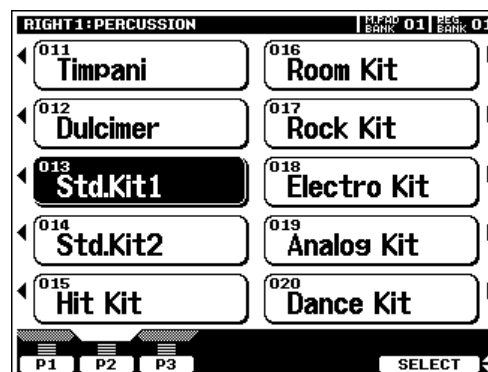 RIGHT1:PERCUSSION M.PAD BANK 01 REG. BANK 01
011 Timpani
016 Room Kit
012 Dulcimer
017 Rock Kit
013 Std.Kit1
018 Electro Kit
014 Std.Kit2
019 Analog Kit
015 Hit Kit
020 Dance Kit
P1 P2 P3 SELECT